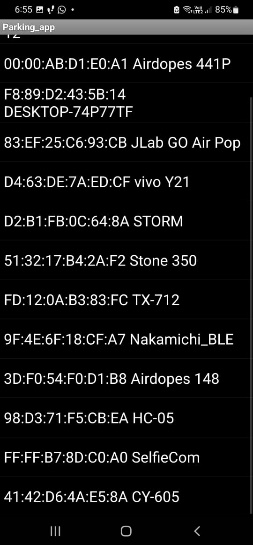 6:55
85%
Parking_app
12
00:00:AB:D1:E0:A1 Airdopes 441P
F8:89:D2:43:5B:14
DESKTOP-74P77TF
83:EF:25:C6:93:CB JLab GO Air Pop
D4:63:DE:7A:ED:CF vivo Y21
D2:B1:FB:0C:64:8A STORM
51:32:17:B4:2A:F2 Stone 350
FD:12:0A:B3:83:FC TX-712
9F:4E:6F:18:CF:A7 Nakamichi_BLE
3D:F0:54:F0:D1:B8 Airdopes 148
98:D3:71:F5:CB:EA HC-05
FF:FF:B7:8D:C0:A0 SelfieCom
41:42:D6:4A:E5:8A CY-605